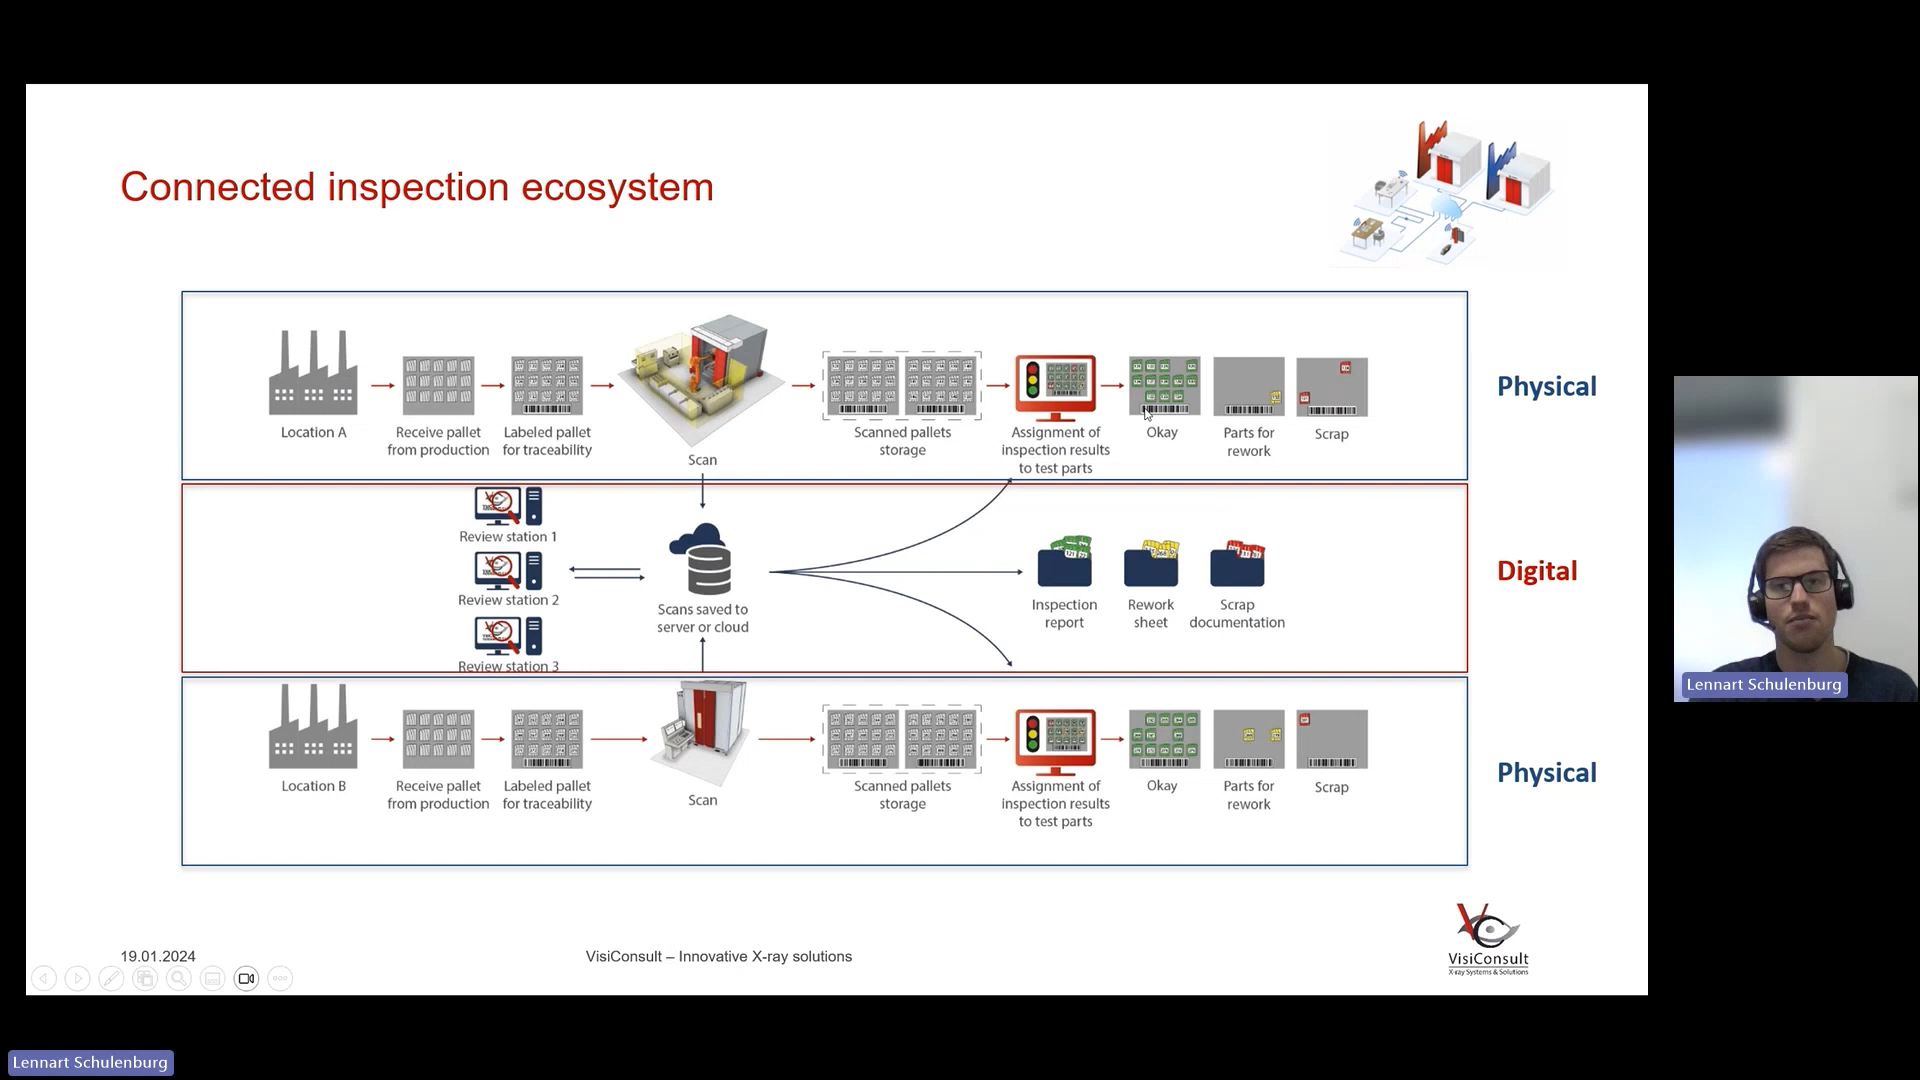 Connected inspection ecosystem
Location A
Receive pallet
from production
Labeled pallet
for traceability
Scan
Scanned pallets
storage
Assignment of
inspection results
to test parts
Okay
Parts for
rework
Scrap
Physical
Review station 1
Review station 2
Review station 3
Scans saved to
server or cloud
Inspection
report
Rework
sheet
Scrap
documentation
Digital
Location B
Receive pallet
from production
Labeled pallet
for traceability
Scan
Scanned pallets
storage
Assignment of
inspection results
to test parts
Okay
Parts for
rework
Scrap
Physical
19.01.2024
VisiConsult – Innovative X-ray solutions
VisiConsult
X-ray Systems & Solutions
Lennart Schulenburg
Lennart Schulenburg